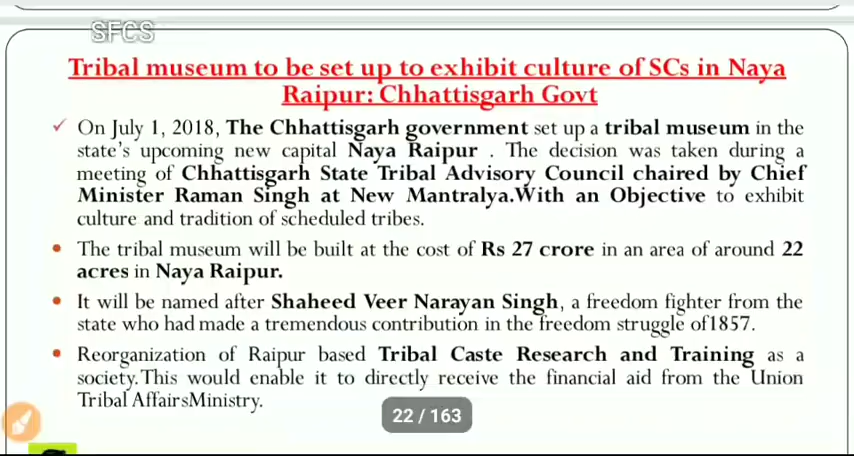 SFCS
Tribal museum to be set up to exhibit culture of SCs in Naya
Raipur: Chhattisgarh Govt
✓ On July 1, 2018, The Chhattisgarh government set up a tribal museum in the
state's upcoming new capital Naya Raipur . The decision was taken during a
meeting of Chhattisgarh State Tribal Advisory Council chaired by Chief
Minister Raman Singh at New Mantralya.With an Objective to exhibit
culture and tradition of scheduled tribes.
• The tribal museum will be built at the cost of Rs 27 crore in an area of around 22
acres in Naya Raipur.
• It will be named after Shaheed Veer Narayan Singh, a freedom fighter from the
state who had made a tremendous contribution in the freedom struggle of1857.
• Reorganization of Raipur based Tribal Caste Research and Training as a
society.This would enable it to directly receive the financial aid from the Union
Tribal AffairsMinistry.
22 / 163